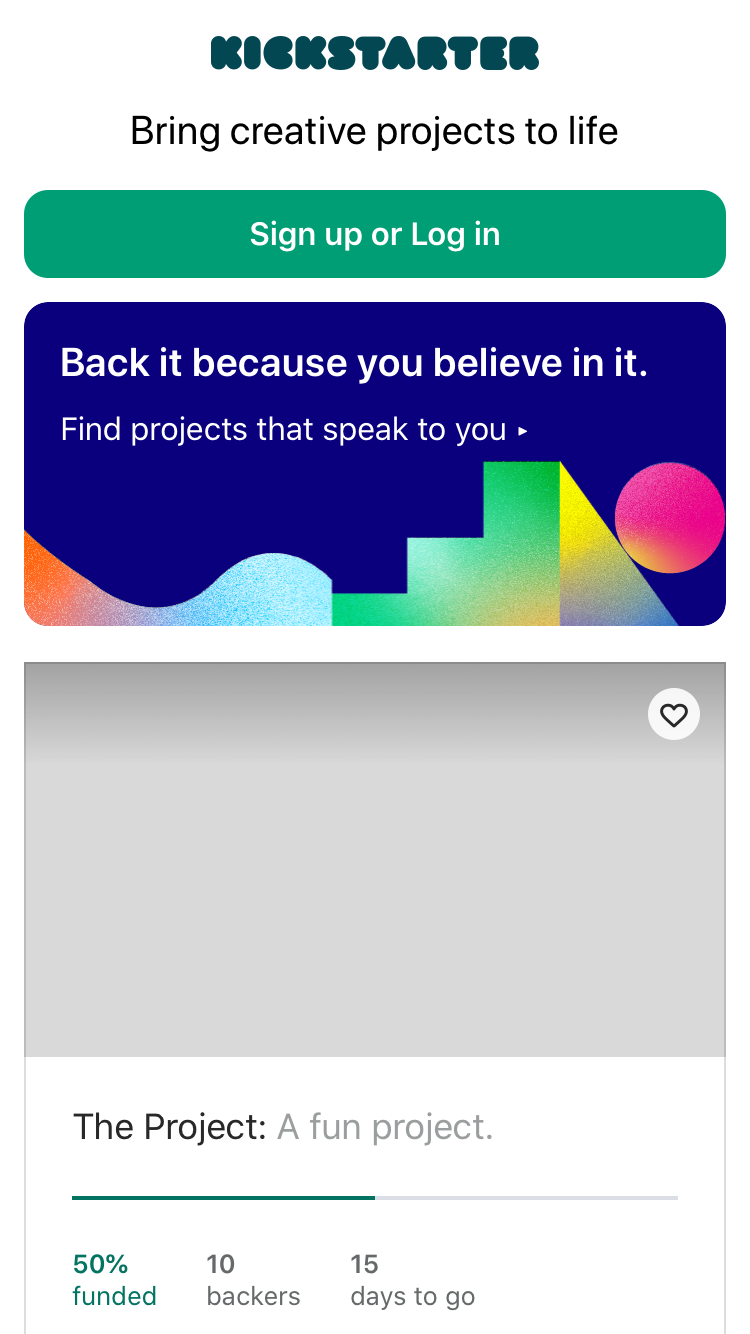 KICKSTARTER
Bring creative projects to life
Sign up or Log in
Back it because you believe in it.
Find projects that speak to you ▸
The Project: A fun project.
50% 10 15
funded backers days to go